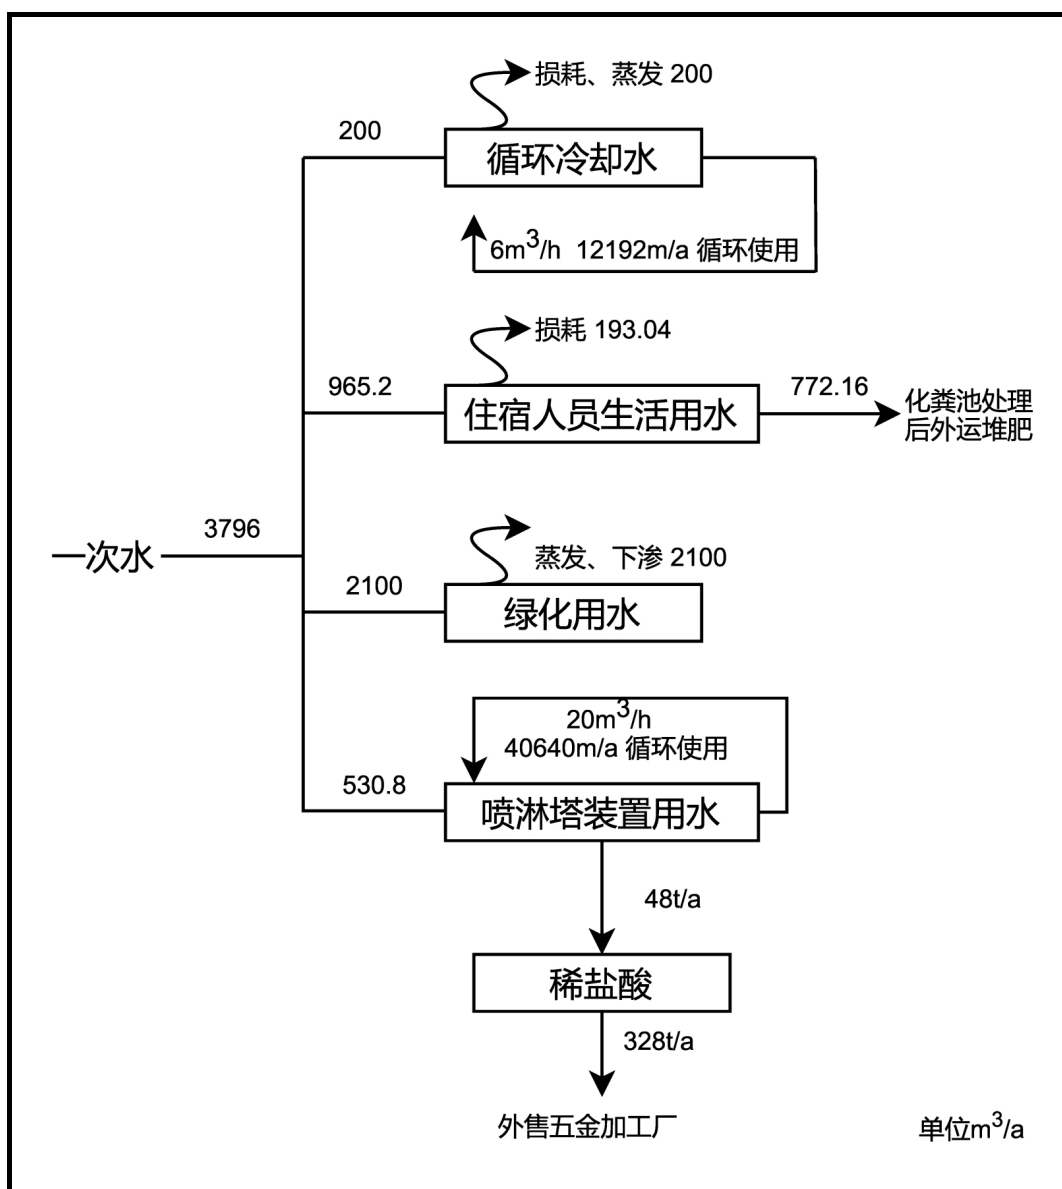 损耗、蒸发 200
200
循环冷却水
6m³/h 12192m/a 循环使用
损耗 193.04
965.2
住宿人员生活用水
772.16
化粪池处理
后外运堆肥
一次水
3796
蒸发、下渗 2100
2100
绿化用水
20m³/h
40640m/a 循环使用
530.8
喷淋塔装置用水
48t/a
稀盐酸
328t/a
外售五金加工厂
单位m³/a